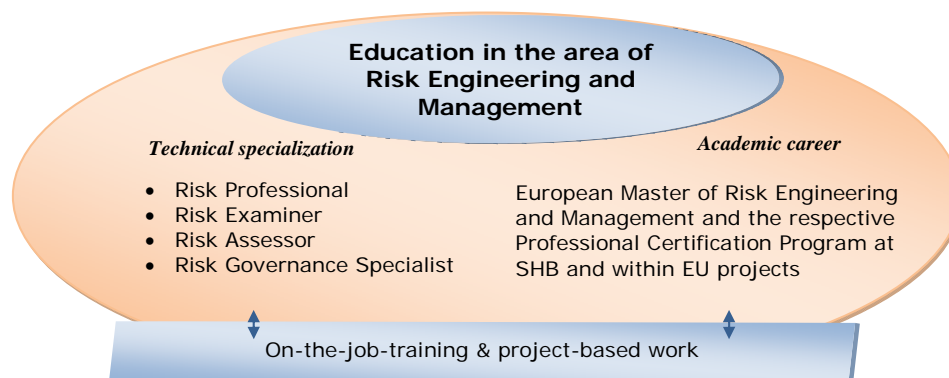 Education in the area of
Risk Engineering and
Management
Technical specialization
• Risk Professional
• Risk Examiner
• Risk Assessor
• Risk Governance Specialist
Academic career
European Master of Risk Engineering
and Management and the respective
Professional Certification Program at
SHB and within EU projects
On-the-job-training & project-based work